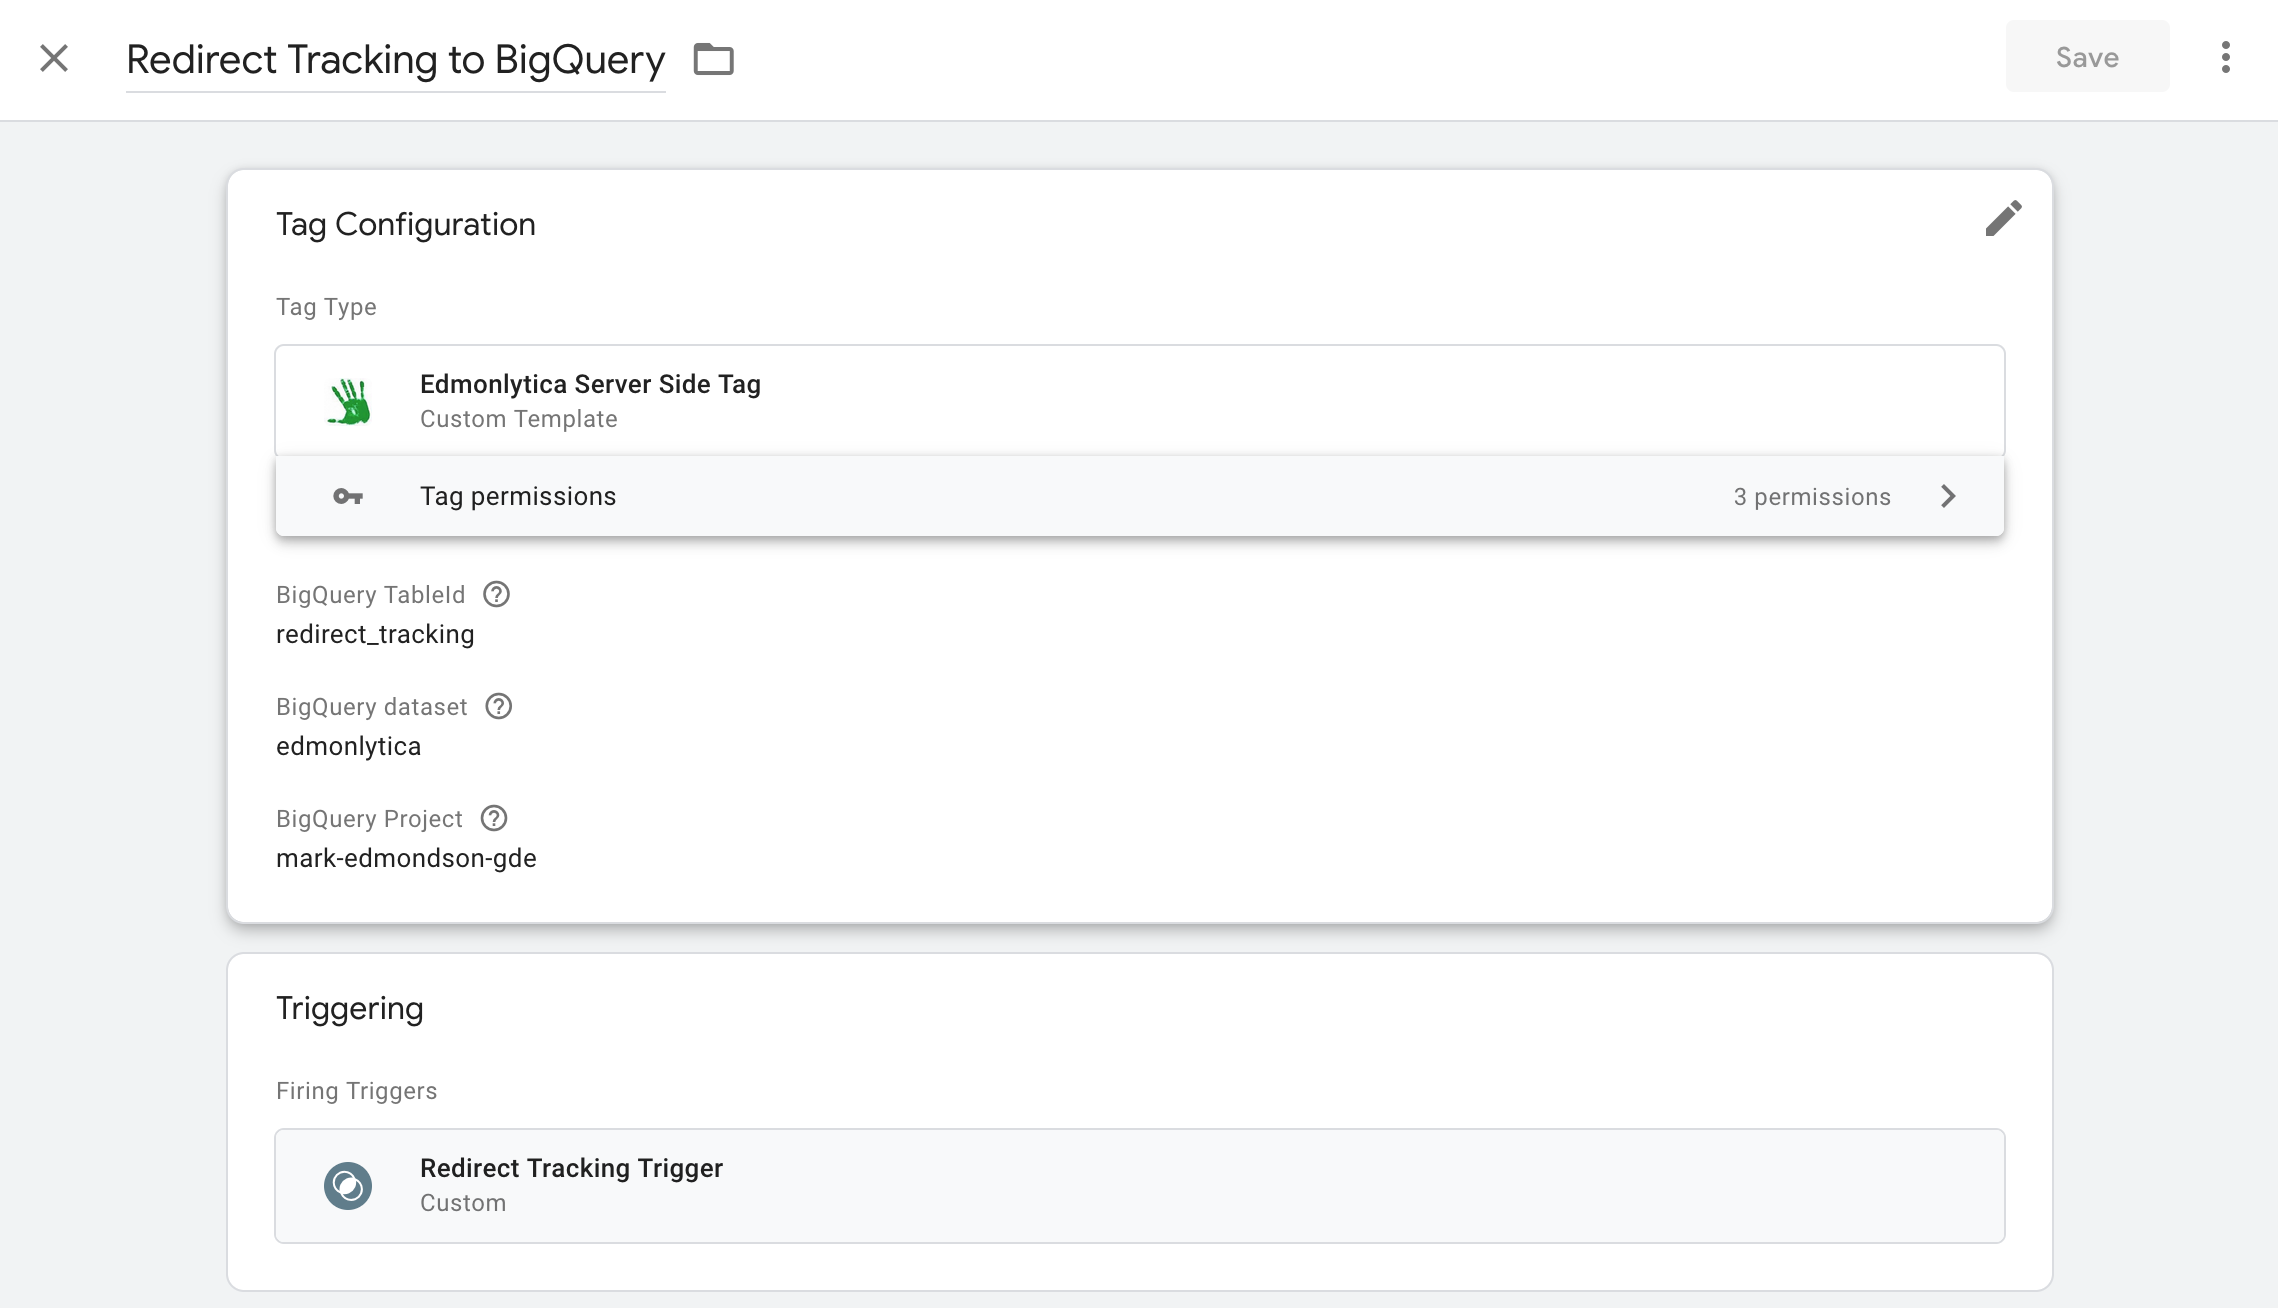 Redirect Tracking to BigQuery
Save
Tag Configuration
Tag Type
Edmonlytica Server Side Tag
Custom Template
Tag permissions
3 permissions
BigQuery TableId
redirect_tracking
BigQuery dataset
edmonlytica
BigQuery Project
mark-edmondson-gde
Triggering
Firing Triggers
Redirect Tracking Trigger
Custom